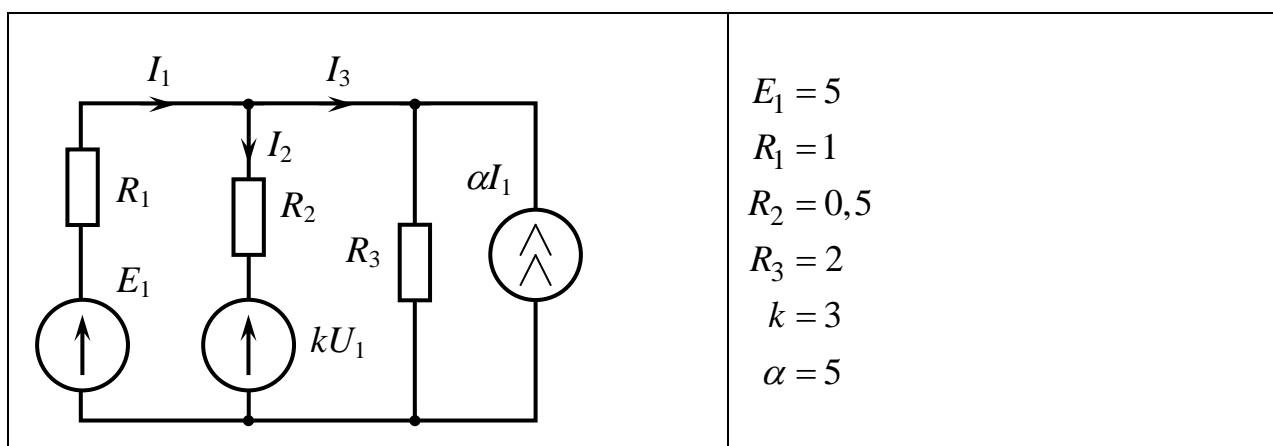 I₁
I₃
I₂
R₁
R₂
R₃
αI₁
E₁
kU₁
E₁ = 5
R₁ = 1
R₂ = 0,5
R₃ = 2
k = 3
α = 5